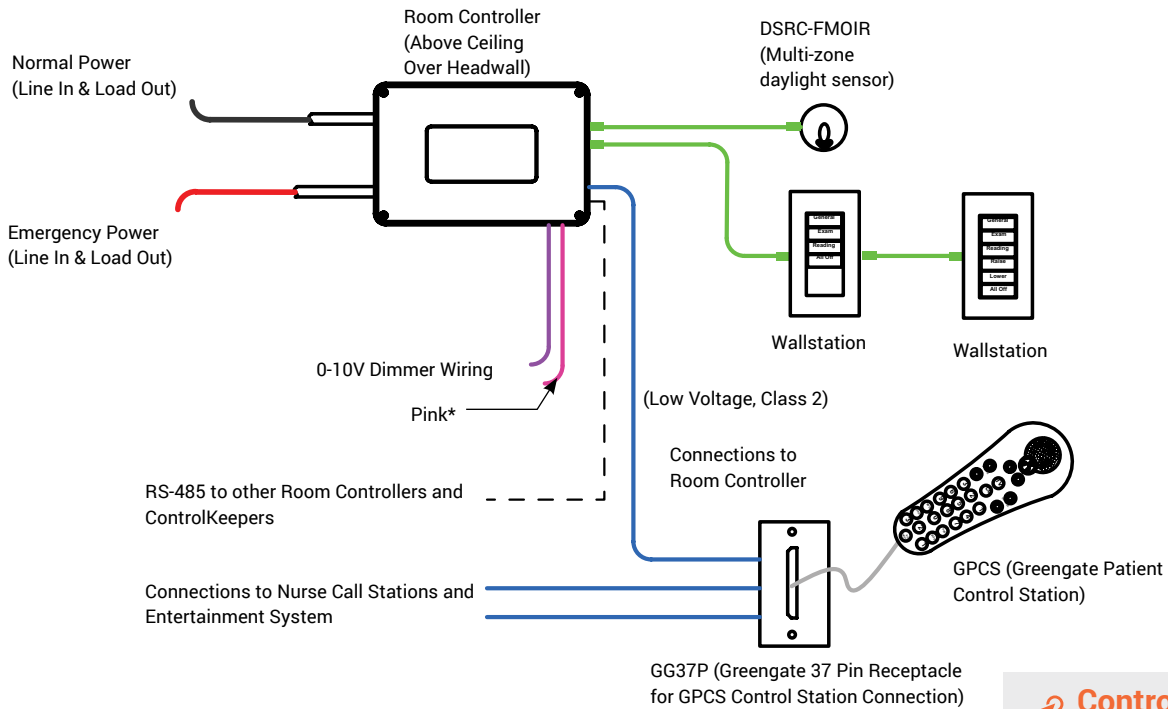 Room Controller
(Above Ceiling
Over Headwall)
DSRC-FMOIR
(Multi-zone
daylight sensor)
Normal Power
(Line In & Load Out)
Emergency Power
(Line In & Load Out)
General
Exam
Reading
All Off
General
Exam
Reading
Raise
Lower
All Off
Wallstation
Wallstation
0-10V Dimmer Wiring
Pink*
(Low Voltage, Class 2)
Connections to
Room Controller
RS-485 to other Room Controllers and
ControlKeepers
Connections to Nurse Call Stations and
Entertainment System
GPCS (Greengate Patient
Control Station)
GG37P (Greengate 37 Pin Receptacle
for GPCS Control Station Connection)